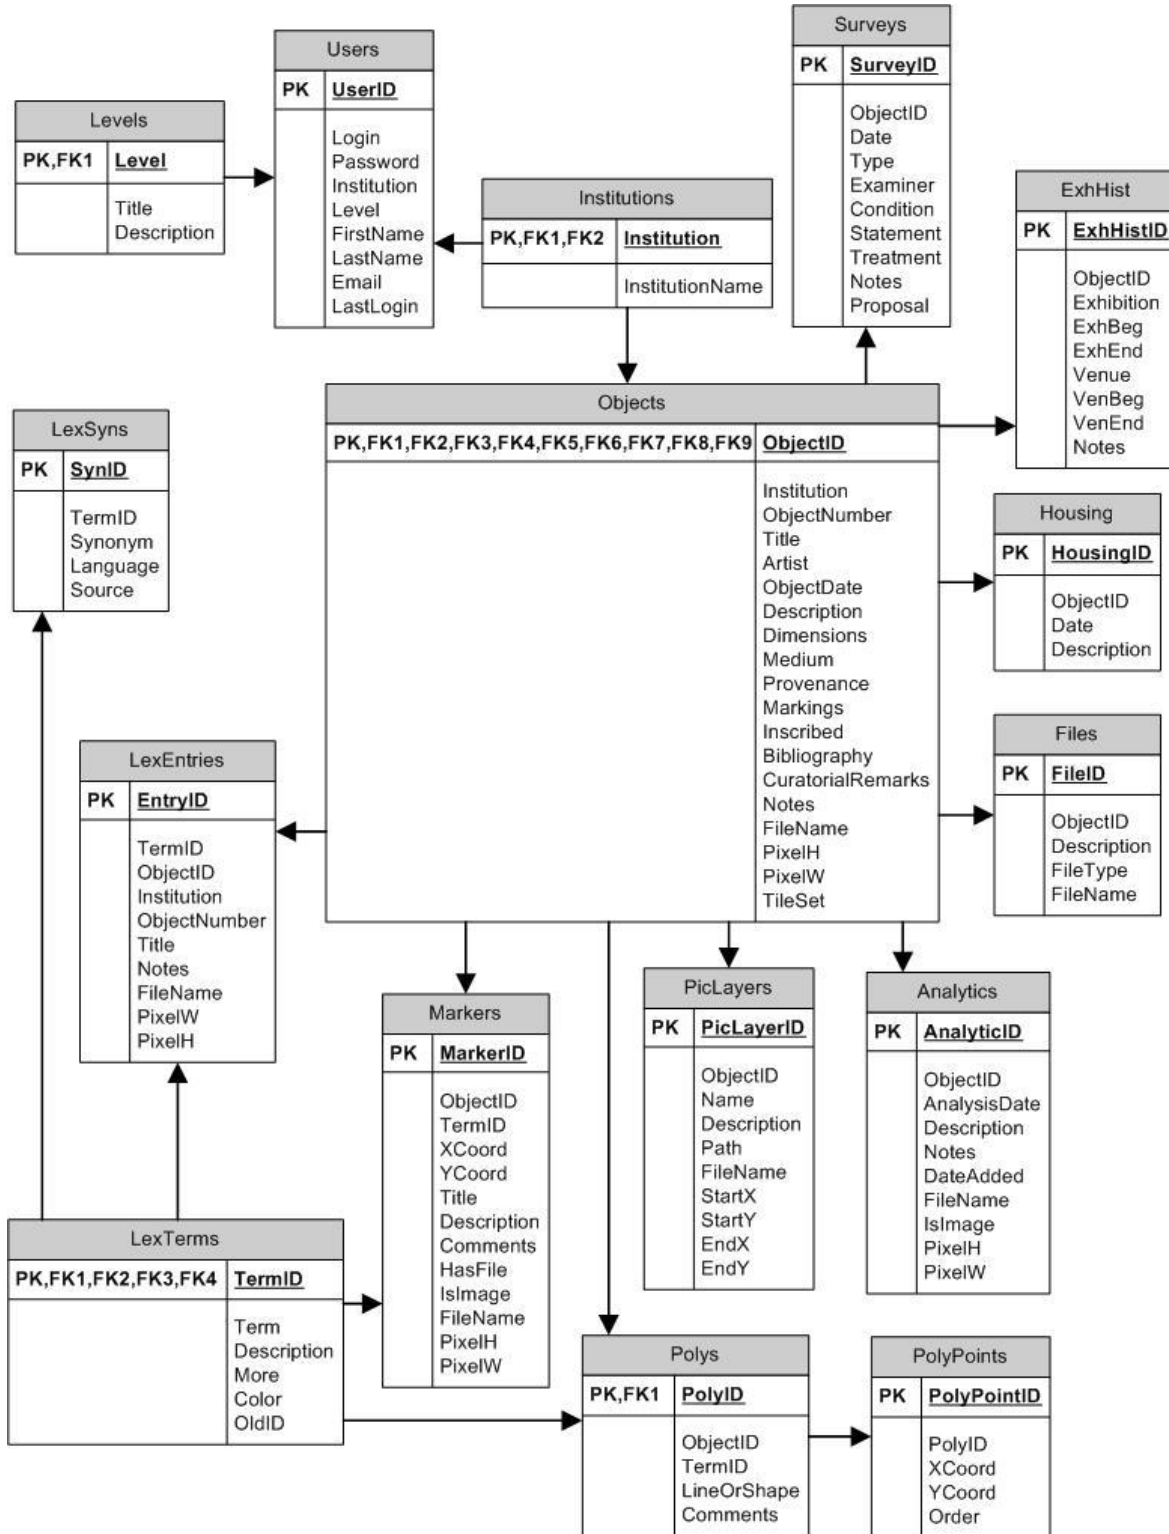 Surveys
PK SurveyID
ObjectID
Date
Type
Examiner
Condition
Statement
Treatment
Notes
Proposal
Users
PK UserID
Login
Password
Institution
Level
FirstName
LastName
Email
LastLogin
Levels
PK,FK1 Level
Title
Description
Institutions
PK,FK1,FK2 Institution
InstitutionName
ExhHist
PK ExhHistID
ObjectID
Exhibition
ExhBeg
ExhEnd
Venue
VenBeg
VenEnd
Notes
Objects
PK,FK1,FK2,FK3,FK4,FK5,FK6,FK7,FK8,FK9 ObjectID
Institution
ObjectNumber
Title
Artist
ObjectDate
Description
Dimensions
Medium
Provenance
Markings
Inscribed
Bibliography
CuratorialRemarks
Notes
FileName
PixelH
PixelW
TileSet
LexSyns
PK SynID
TermID
Synonym
Language
Source
Housing
PK HousingID
ObjectID
Date
Description
Files
PK FileID
ObjectID
Description
FileType
FileName
LexEntries
PK EntryID
TermID
ObjectID
Institution
ObjectNumber
Title
Notes
FileName
PixelW
PixelH
Markers
PK MarkerID
ObjectID
TermID
XCoord
YCoord
Title
Description
Comments
HasFile
IsImage
FileName
PixelH
PixelW
PicLayers
PK PicLayerID
ObjectID
Name
Description
Path
FileName
StartX
StartY
EndX
EndY
Analytics
PK AnalyticID
ObjectID
AnalysisDate
Description
Notes
DateAdded
FileName
IsImage
PixelH
PixelW
LexTerms
PK,FK1,FK2,FK3,FK4 TermID
Term
Description
More
Color
OldID
Polys
PK,FK1 PolyID
ObjectID
TermID
LineOrShape
Comments
PolyPoints
PK PolyPointID
PolyID
XCoord
YCoord
Order